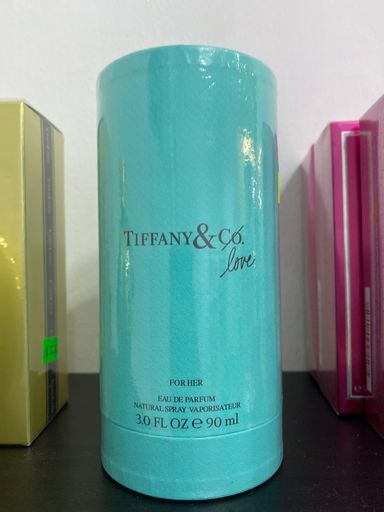 TIFFANY & CO.
love
FOR HER
EAU DE PARFUM
NATURAL SPRAY VAPORISATEUR
3.0 FL OZ ℮ 90 ml